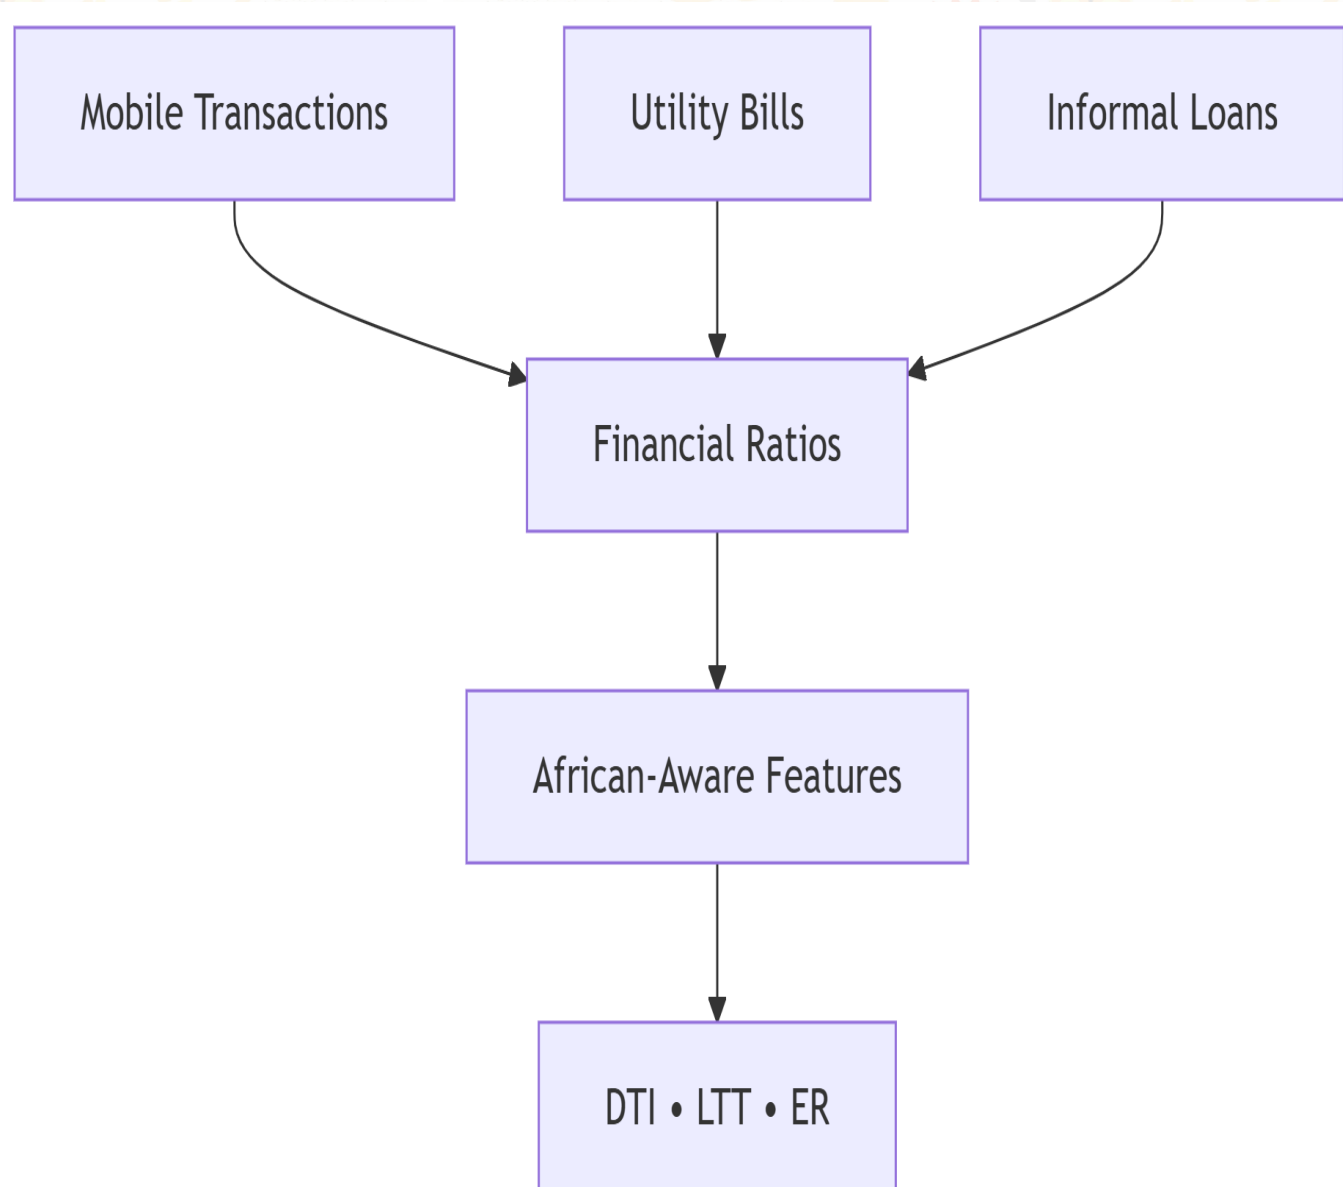 Mobile Transactions
Utility Bills
Informal Loans
Financial Ratios
African-Aware Features
DTI • LTT • ER